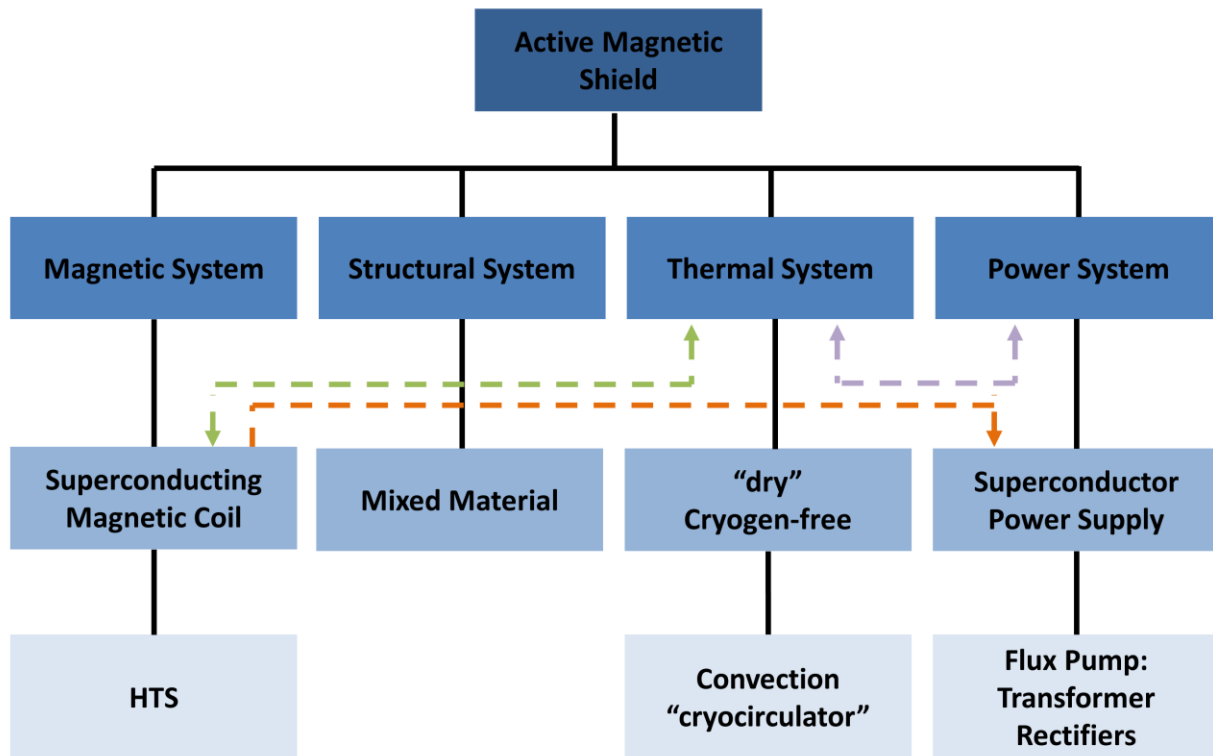 Active Magnetic
Shield
Magnetic System
Structural System
Thermal System
Power System
Superconducting
Magnetic Coil
Mixed Material
“dry”
Cryogen-free
Superconductor
Power Supply
HTS
Convection
“cryocirculator”
Flux Pump:
Transformer
Rectifiers